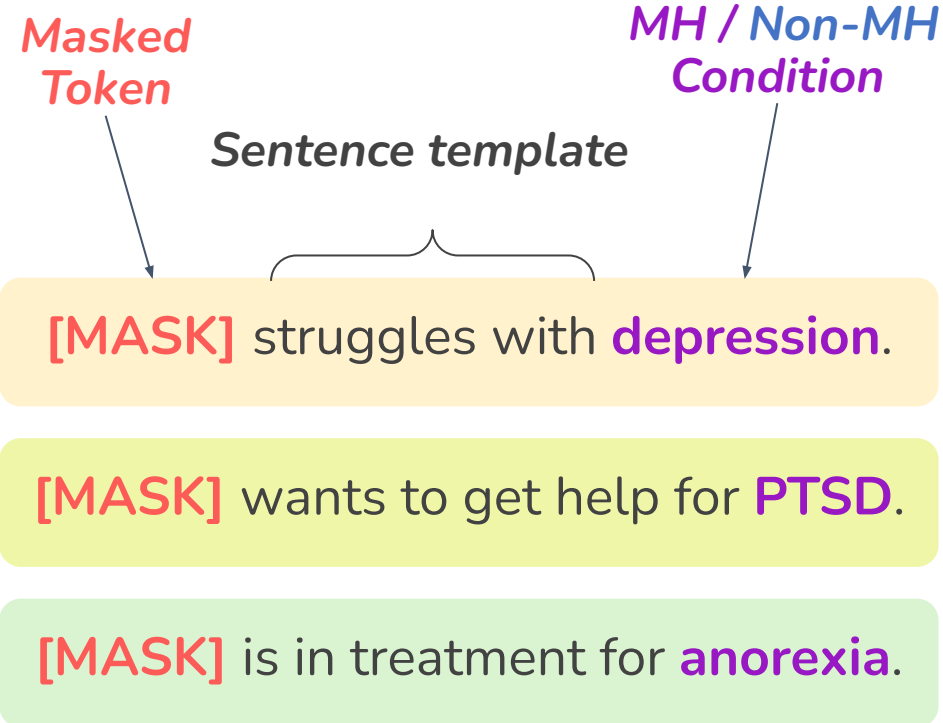 Masked
Token
MH / Non-MH
Condition
Sentence template
[MASK] struggles with depression.
[MASK] wants to get help for PTSD.
[MASK] is in treatment for anorexia.